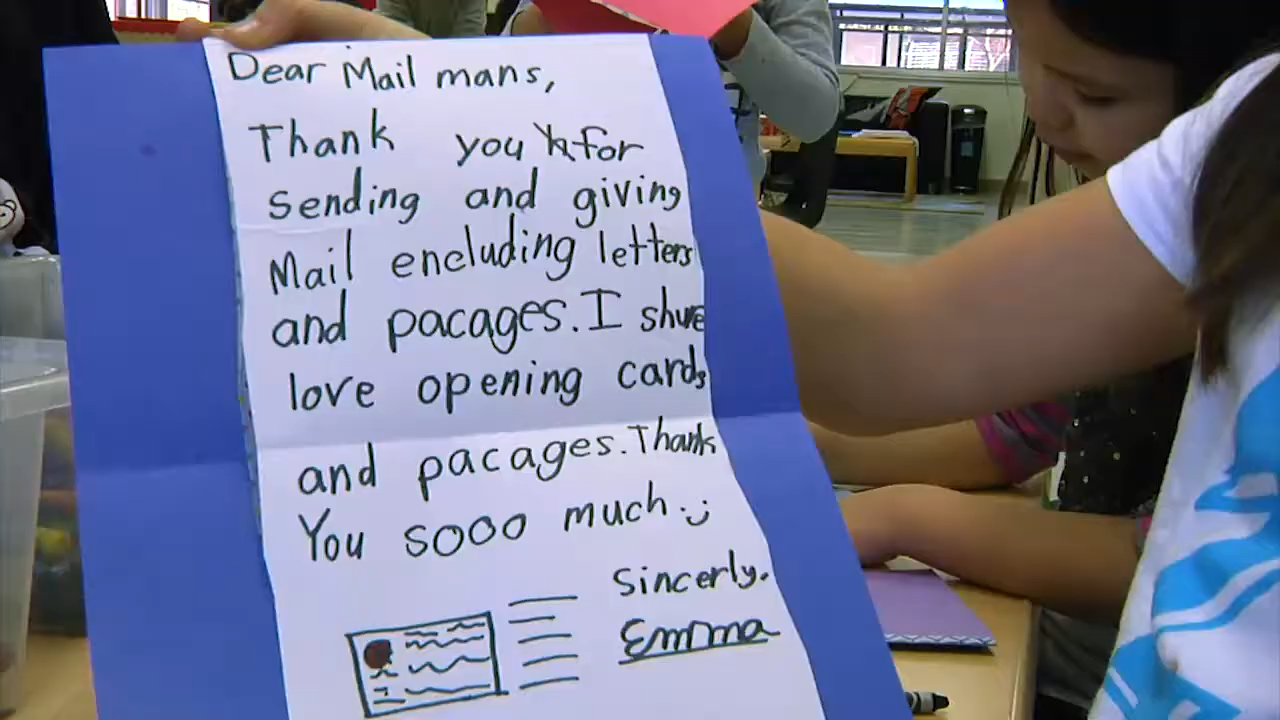 Dear Mail mans,
Thank you for
sending and giving
Mail encluding letters
and pacages. I shure
love opening cards
and pacages. Thank
You sooo much.
Sincerly.
Emma